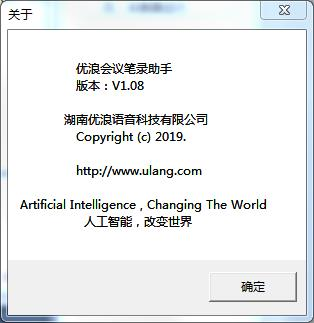 关于
优浪会议笔录助手
版本：V1.08
湖南优浪语音科技有限公司
Copyright (c) 2019.
http://www.ulang.com
Artificial Intelligence , Changing The World
人工智能，改变世界
确定